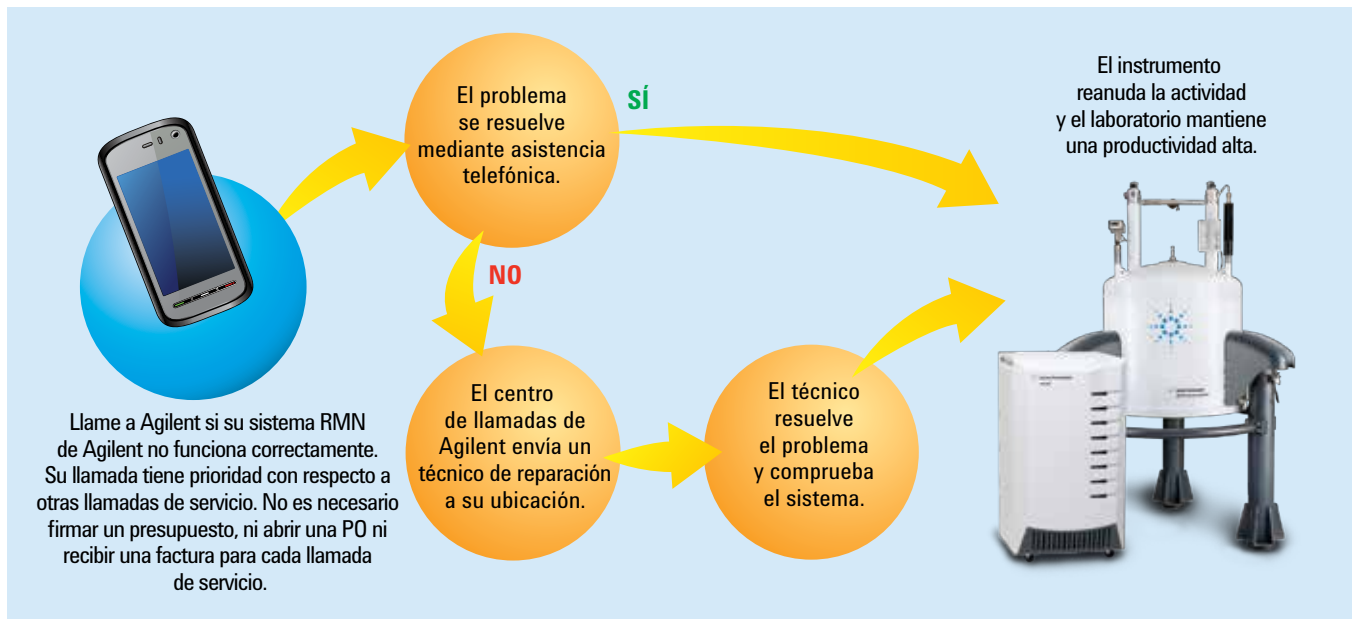 El problema
se resuelve
mediante asistencia
telefónica.
SÍ
El instrumento
reanuda la actividad
y el laboratorio mantiene
una productividad alta.
NO
Llame a Agilent si su sistema RMN
de Agilent no funciona correctamente.
Su llamada tiene prioridad con respecto a
otras llamadas de servicio. No es necesario
firmar un presupuesto, ni abrir una PO ni
recibir una factura para cada llamada
de servicio.
El centro
de llamadas de
Agilent envía un
técnico de reparación
a su ubicación.
El técnico
resuelve
el problema
y comprueba
el sistema.